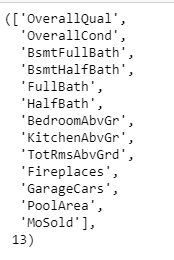 (['OverallQual',
'OverallCond',
'BsmtFullBath',
'BsmtHalfBath',
'FullBath',
'HalfBath',
'BedroomAbvGr',
'KitchenAbvGr',
'TotRmsAbvGrd',
'Fireplaces',
'GarageCars',
'PoolArea',
'MoSold'],
13)